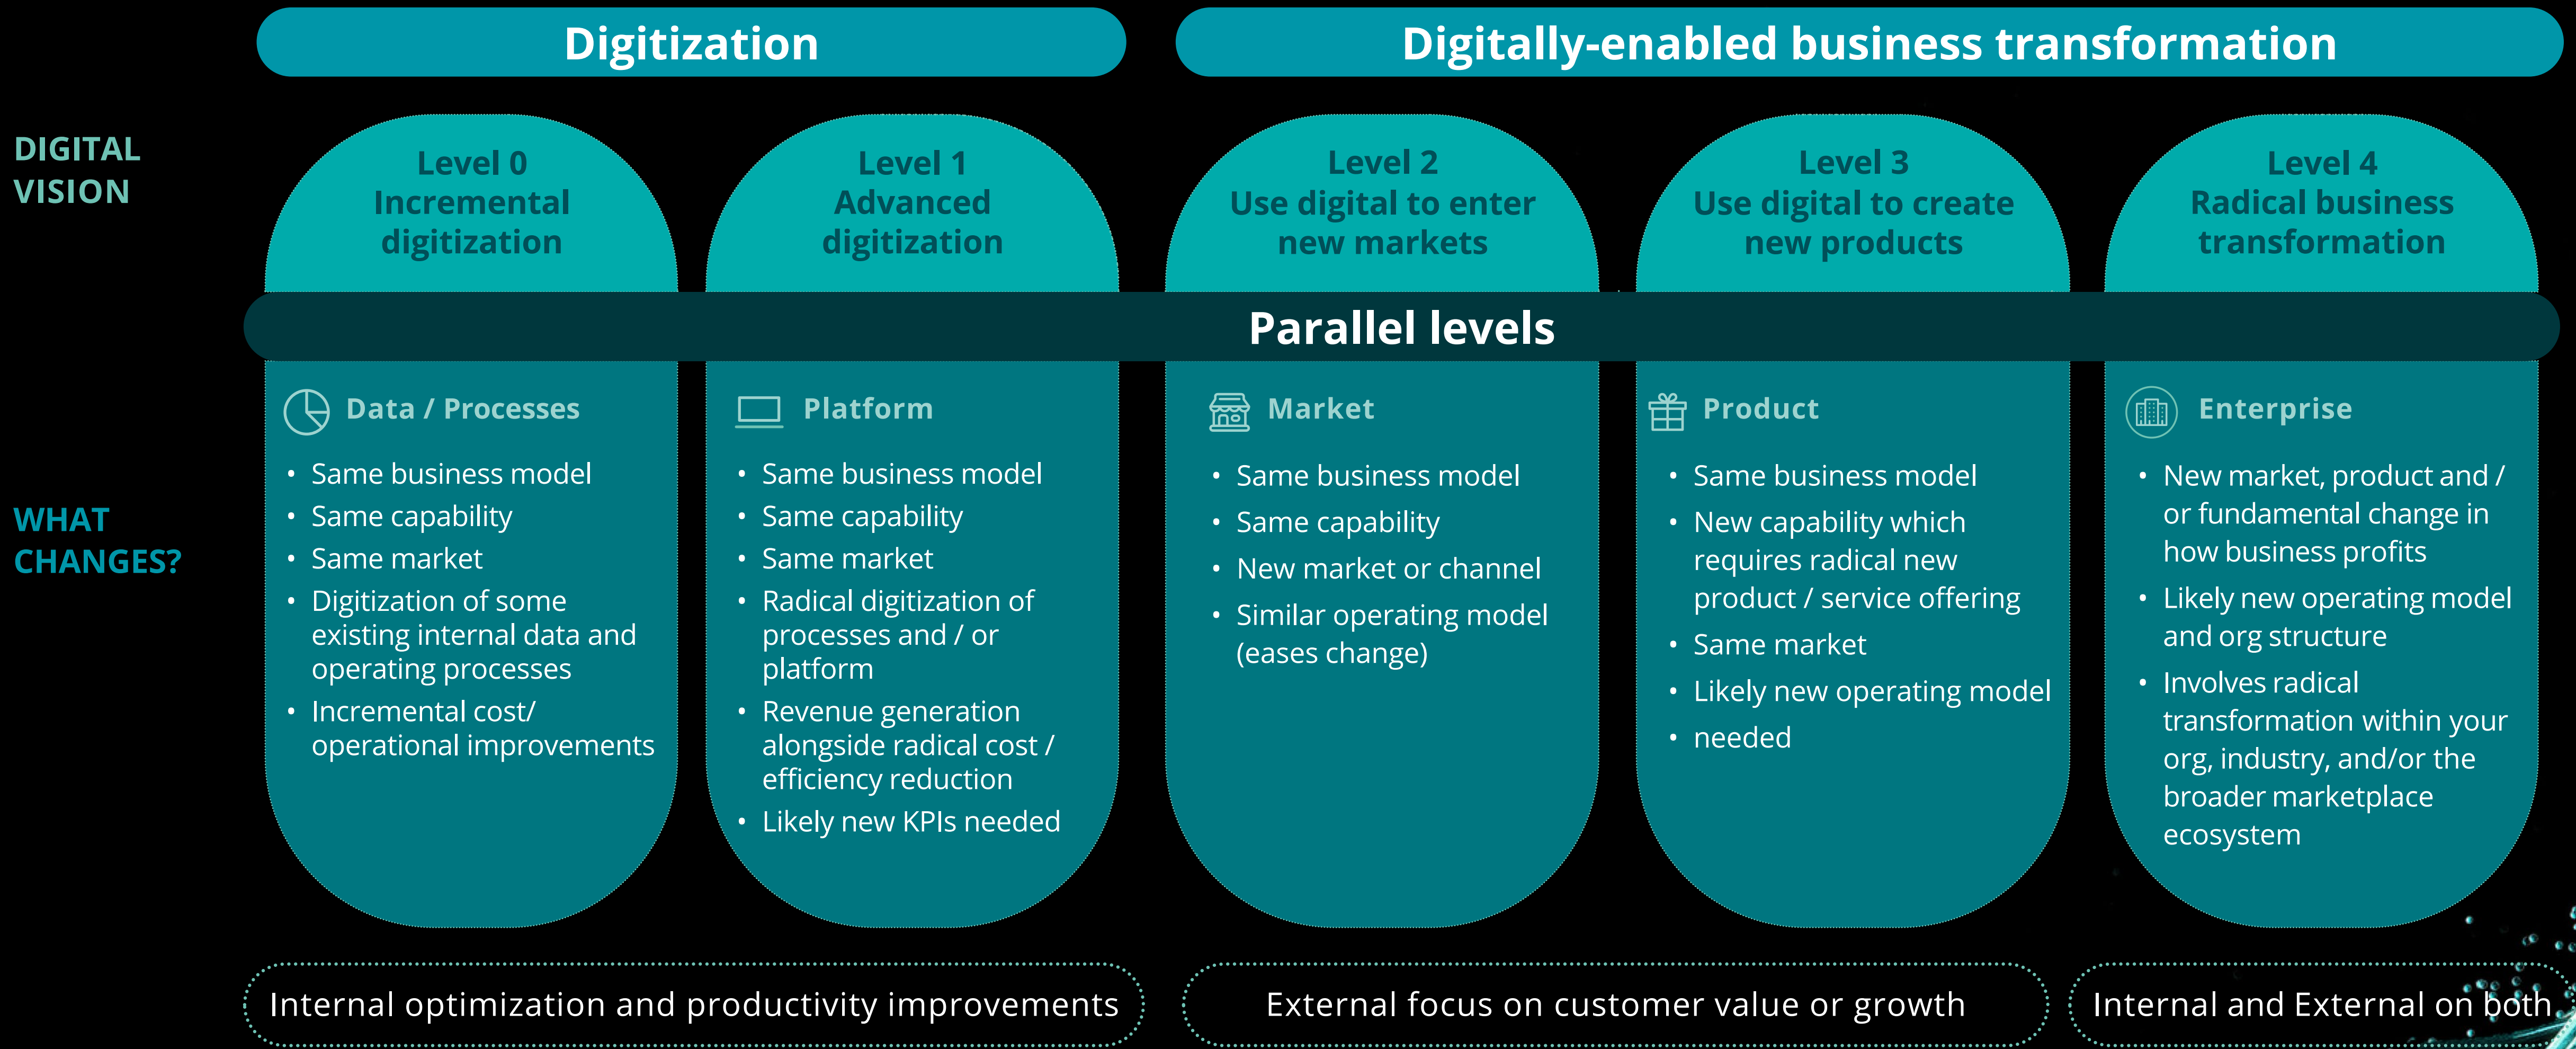 Digitization
Digitally-enabled business transformation
DIGITAL
VISION
Level 0
Incremental
digitization
Level 1
Advanced
digitization
Level 2
Use digital to enter
new markets
Level 3
Use digital to create
new products
Level 4
Radical business
transformation
Parallel levels
WHAT
CHANGES?
Data / Processes
• Same business model
• Same capability
• Same market
• Digitization of some
existing internal data and
operating processes
• Incremental cost/
operational improvements
Platform
• Same business model
• Same capability
• Same market
• Radical digitization of
processes and / or
platform
• Revenue generation
alongside radical cost /
efficiency reduction
• Likely new KPIs needed
Market
• Same business model
• Same capability
• New market or channel
• Similar operating model
(eases change)
Product
• Same business model
• New capability which
requires radical new
product / service offering
• Same market
• Likely new operating model
• needed
Enterprise
• New market, product and /
or fundamental change in
how business profits
• Likely new operating model
and org structure
• Involves radical
transformation within your
org, industry, and/or the
broader marketplace
ecosystem
Internal optimization and productivity improvements
External focus on customer value or growth
Internal and External on both